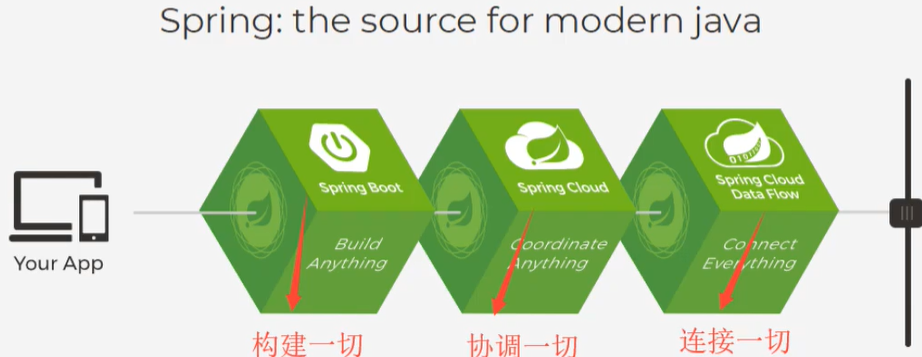 Spring: the source for modern java
Your App
Spring Boot
Build
Anything
构建一切
Spring Cloud
Coordinate
Anything
协调一切
Spring Cloud
Data Flow
Connect
Everything
连接一切